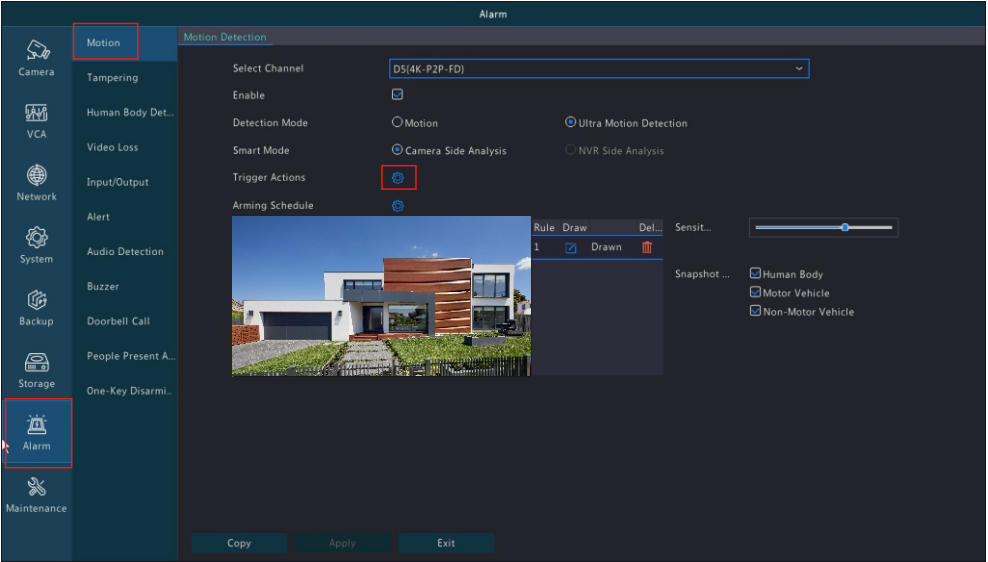 Alarm
Camera
VCA
Network
System
Backup
Storage
Alarm
Maintenance
Motion
Tampering
Human Body Det...
Video Loss
Input/Output
Alert
Audio Detection
Buzzer
Doorbell Call
People Present A...
One-Key Disarmi...
Motion Detection
Select Channel D5(4K-P2P-FD)
Enable
Detection Mode Motion Ultra Motion Detection
Smart Mode Camera Side Analysis NVR Side Analysis
Trigger Actions
Arming Schedule
Rule Draw Del...
1 Drawn
Sensit...
Snapshot ... Human Body
Motor Vehicle
Non-Motor Vehicle
Copy Apply Exit